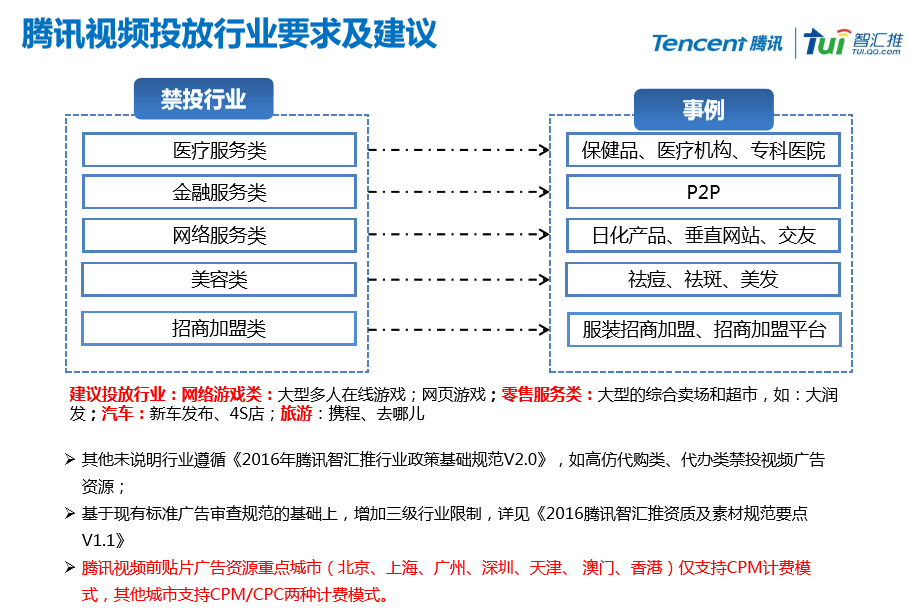 腾讯视频投放行业要求及建议
Tencent 腾讯
Tui 智汇推
TUI.QQ.COM
禁投行业
事例
医疗服务类
保健品、医疗机构、专科医院
金融服务类
P2P
网络服务类
日化产品、垂直网站、交友
美容类
祛痘、祛斑、美发
招商加盟类
服装招商加盟、招商加盟平台
建议投放行业：网络游戏类：大型多人在线游戏；网页游戏；零售服务类：大型的综合卖场和超市，如：大润
发；汽车：新车发布、4S店；旅游：携程、去哪儿
其他未说明行业遵循《2016年腾讯智汇推行业政策基础规范V2.0》，如高仿代购类、代办类禁投视频广告
资源；
基于现有标准广告审查规范的基础上，增加三级行业限制，详见《2016腾讯智汇推资质及素材规范要点
V1.1》
腾讯视频前贴片广告资源重点城市（北京、上海、广州、深圳、天津、 澳门、香港）仅支持CPM计费模
式，其他城市支持CPM/CPC两种计费模式。